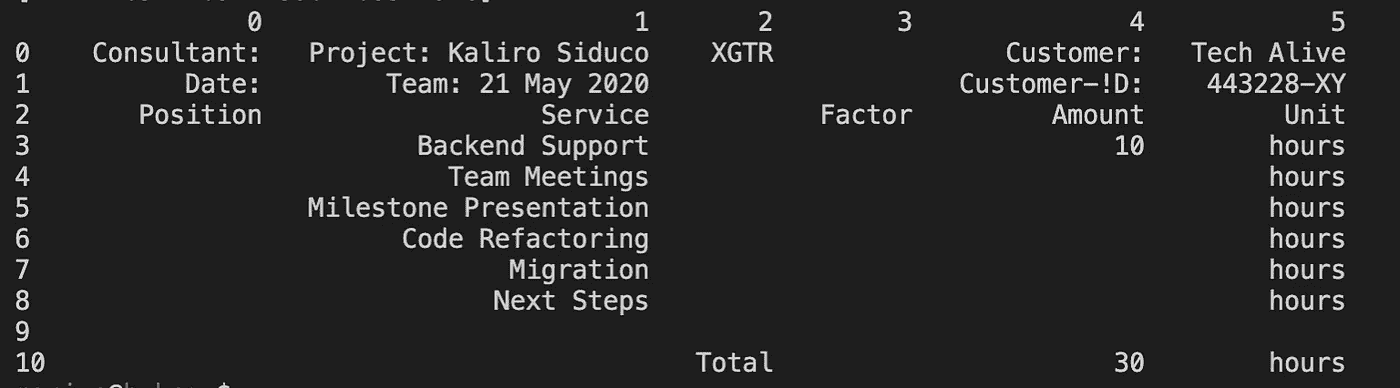 0 1 2 3 4 5
0 Consultant: Project: Kaliro Siduco XGTR Customer: Tech Alive
1 Date: Team: 21 May 2020 Customer-!D: 443228-XY
2 Position Service Factor Amount Unit
3 Backend Support 10 hours
4 Team Meetings hours
5 Milestone Presentation hours
6 Code Refactoring hours
7 Migration hours
8 Next Steps hours
9
10 Total 30 hours